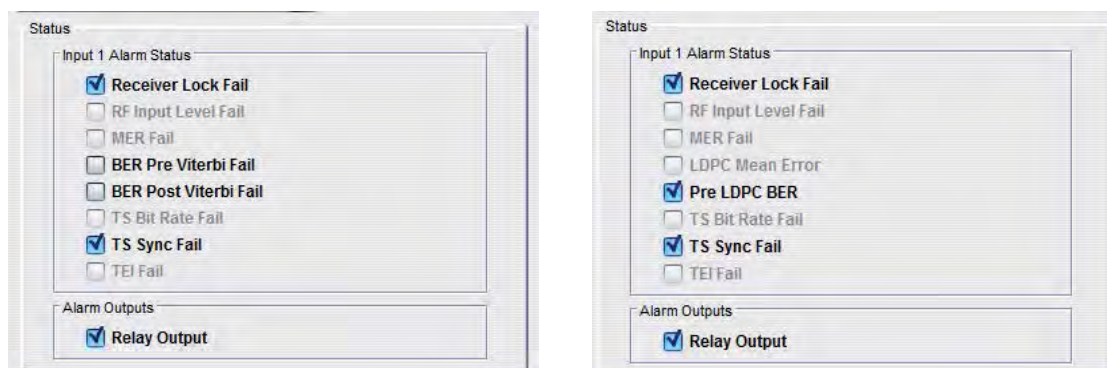 Status
Input 1 Alarm Status
Receiver Lock Fail
RF Input Level Fail
MER Fail
BER Pre Viterbi Fail
BER Post Viterbi Fail
TS Bit Rate Fail
TS Sync Fail
TEI Fail
Alarm Outputs
Relay Output
Status
Input 1 Alarm Status
Receiver Lock Fail
RF Input Level Fail
MER Fail
LDPC Mean Error
Pre LDPC BER
TS Bit Rate Fail
TS Sync Fail
TEI Fail
Alarm Outputs
Relay Output